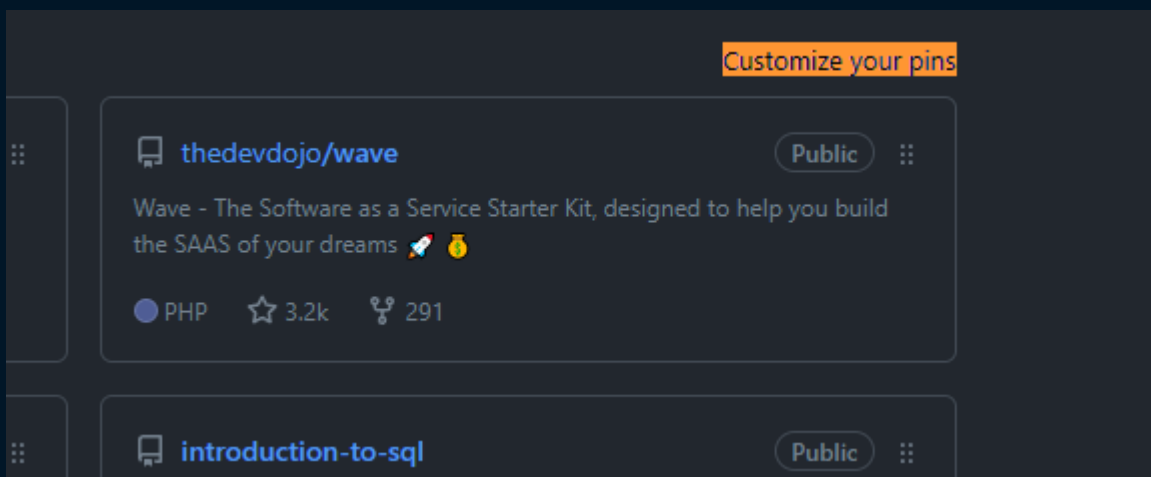 Customize your pins
thedevdojo/wave
Public
Wave - The Software as a Service Starter Kit, designed to help you build
the SAAS of your dreams 🚀 💰
PHP 3.2k 291
introduction-to-sql
Public